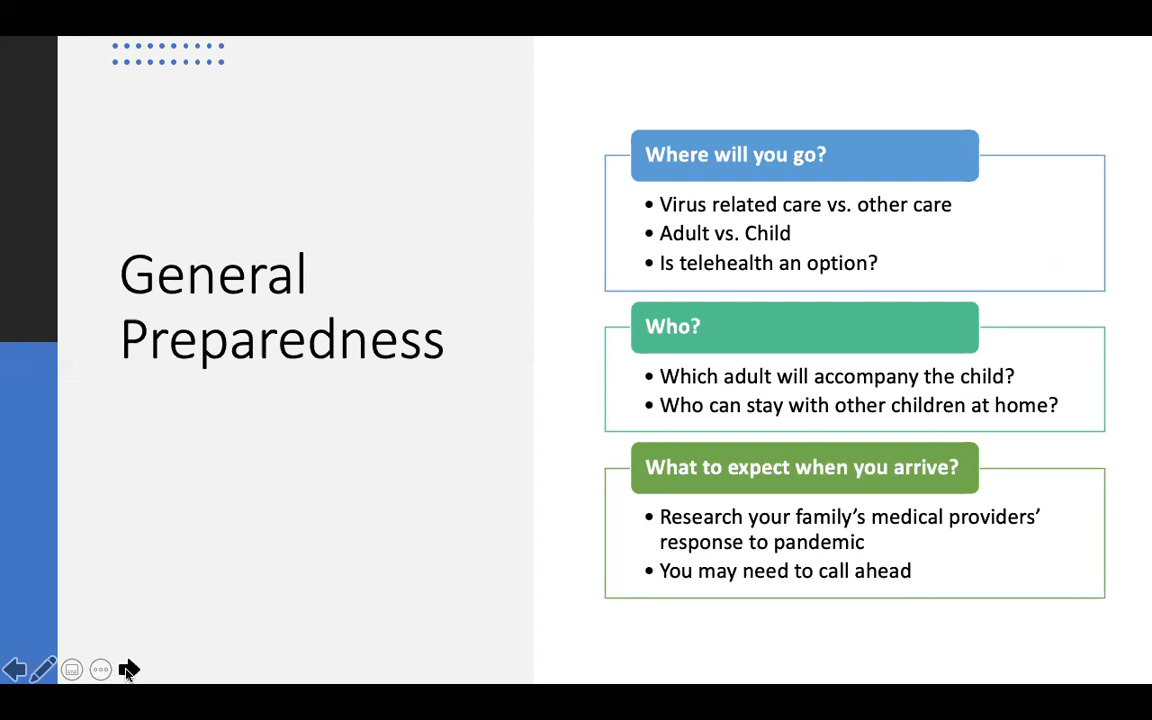 General
Preparedness
Where will you go?
• Virus related care vs. other care
• Adult vs. Child
• Is telehealth an option?
Who?
• Which adult will accompany the child?
• Who can stay with other children at home?
What to expect when you arrive?
• Research your family’s medical providers’
response to pandemic
• You may need to call ahead